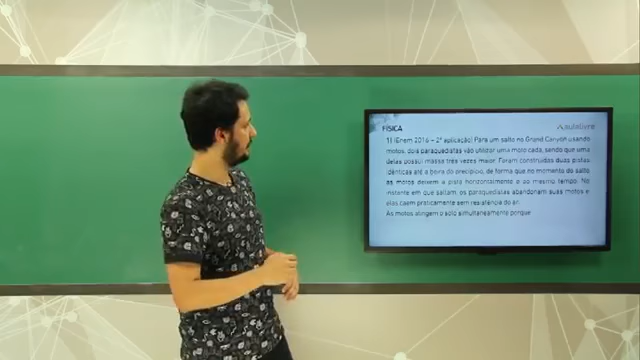 FÍSICA
aulalivre
1) (Enem 2016 – 2ª aplicação) Para um salto no Grand Canyon usando
motos, dois paraquedistas vão utilizar uma moto cada, sendo que uma
delas possui massa três vezes maior. Foram construídas duas pistas
idênticas até a beira do precipício, de forma que no momento do salto
as motos deixem a pista horizontalmente e ao mesmo tempo. No
instante em que saltam, os paraquedistas abandonam suas motos e
elas caem praticamente sem resistência do ar.
As motos atingem o solo simultaneamente porque